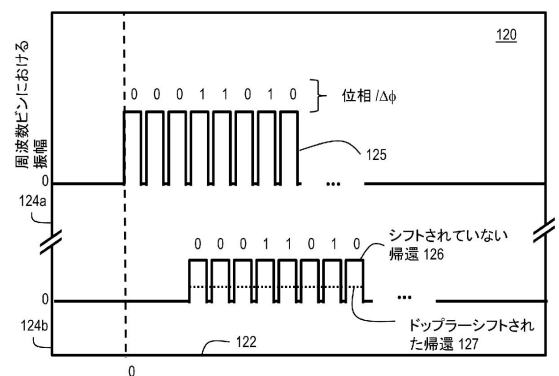 120
周波数ビンにおける
振幅
0 0 0 1 1 0 1 0
位相 /Δϕ
125
0
...
124a
0 0 0 1 1 0 1 0
シフトされていない
帰還 126
0
...
ドップラーシフトされ
た帰還 127
124b
122
0